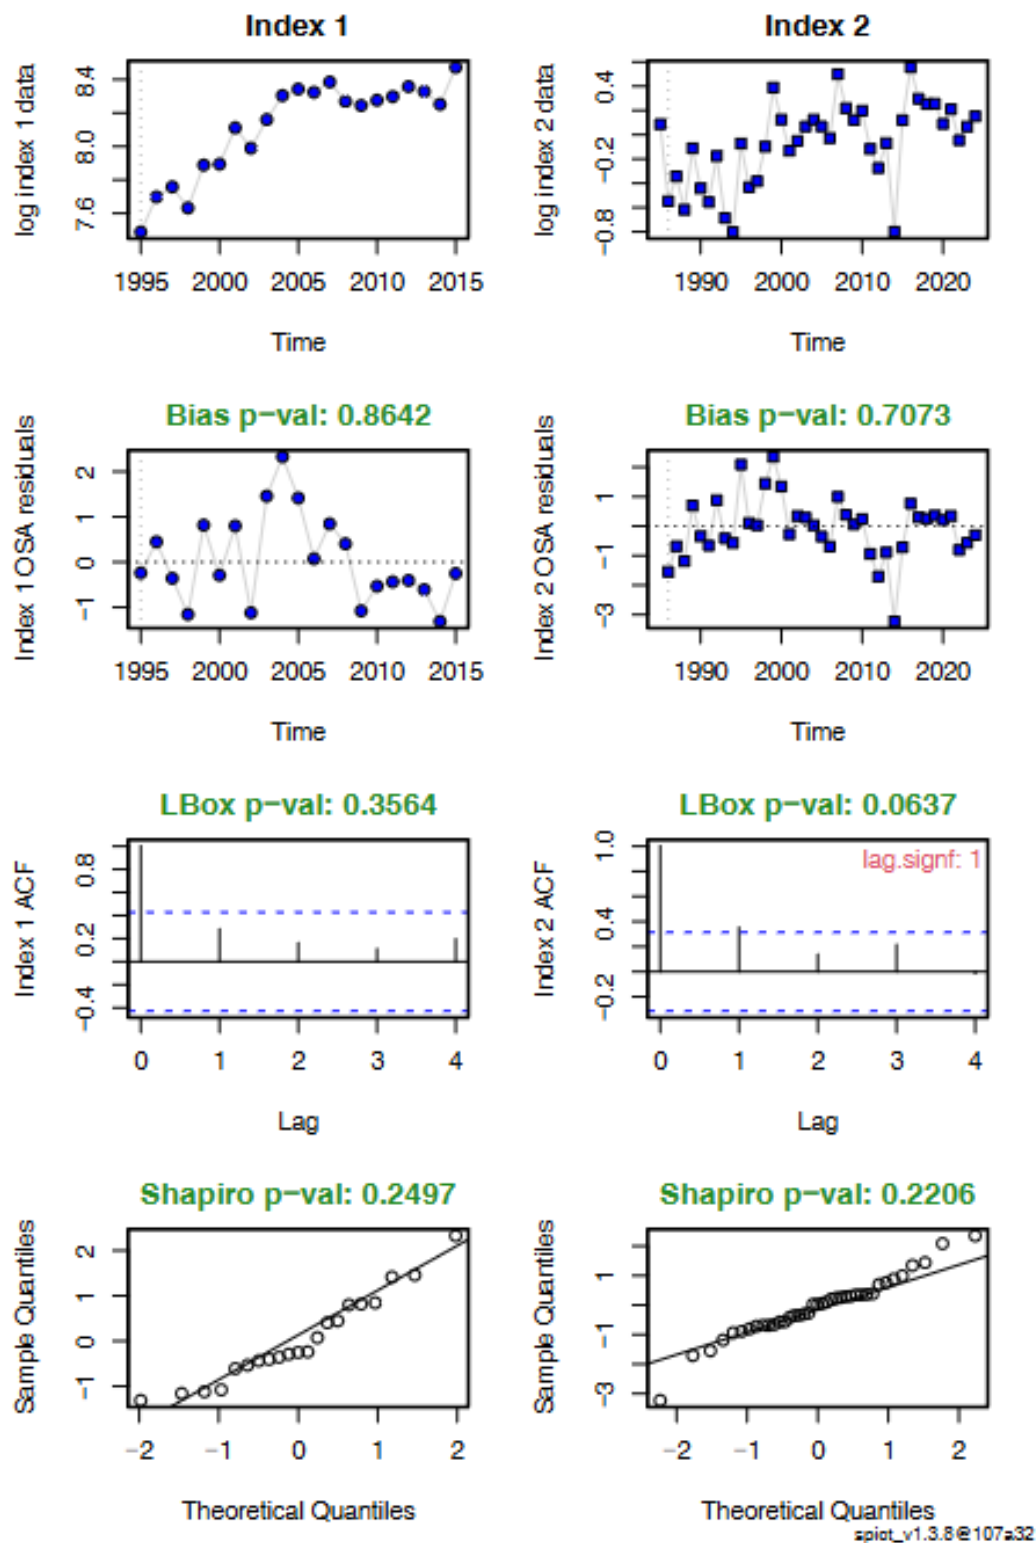 Index 1
Index 2
log index 1 data
7.6 8.0 8.4
1995 2000 2005 2010 2015
Time
log index 2 data
−0.8 −0.2 0.4
1990 2000 2010 2020
Time
Bias p−val: 0.8642
Bias p−val: 0.7073
Index 1 OSA residuals
−1 0 1 2
1995 2000 2005 2010 2015
Time
Index 2 OSA residuals
−3 −1 1
1990 2000 2010 2020
Time
LBox p−val: 0.3564
LBox p−val: 0.0637
Index 1 ACF
−0.4 0.2 0.8
0 1 2 3 4
Lag
Index 2 ACF
−0.2 0.4 1.0
lag.signf: 1
0 1 2 3 4
Lag
Shapiro p−val: 0.2497
Shapiro p−val: 0.2206
Sample Quantiles
−1 0 1 2
−2 −1 0 1 2
Theoretical Quantiles
Sample Quantiles
−3 −1 1
−2 −1 0 1 2
Theoretical Quantiles
spict_v1.3.8@107a32